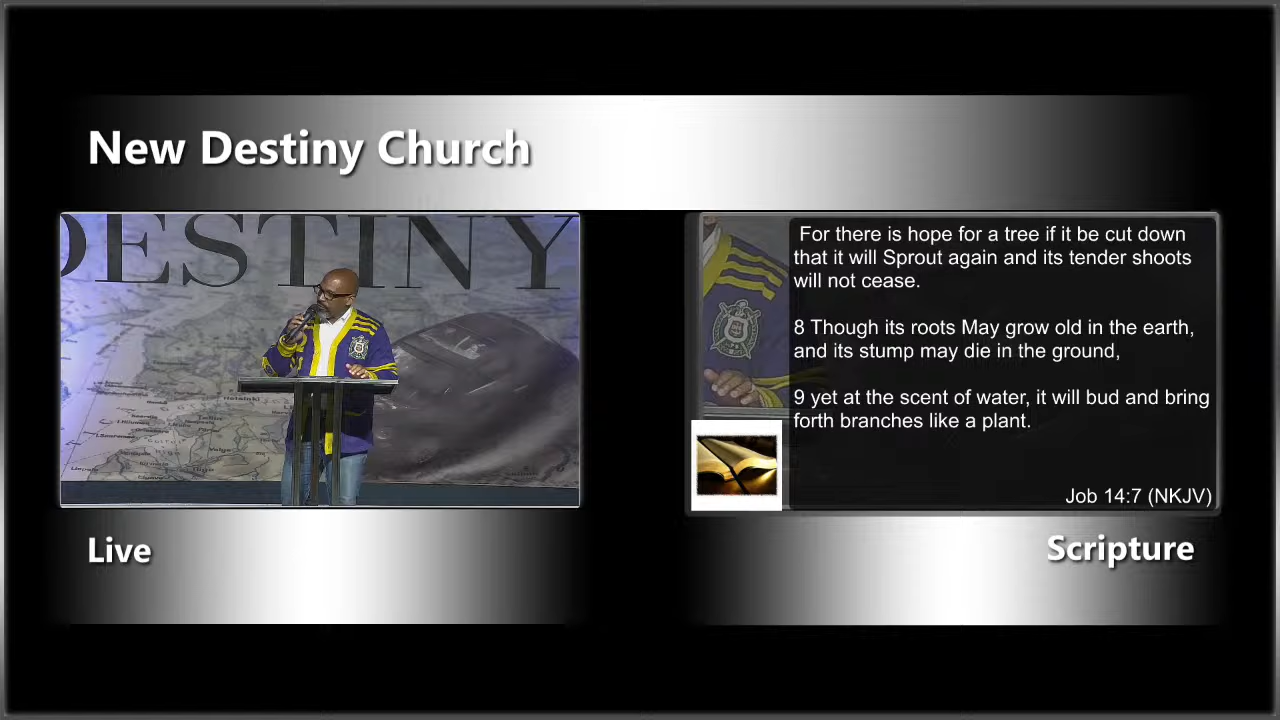 New Destiny Church
DESTINY
For there is hope for a tree if it be cut down
that it will Sprout again and its tender shoots
will not cease.
8 Though its roots May grow old in the earth,
and its stump may die in the ground,
9 yet at the scent of water, it will bud and bring
forth branches like a plant.
Job 14:7 (NKJV)
Live
Scripture